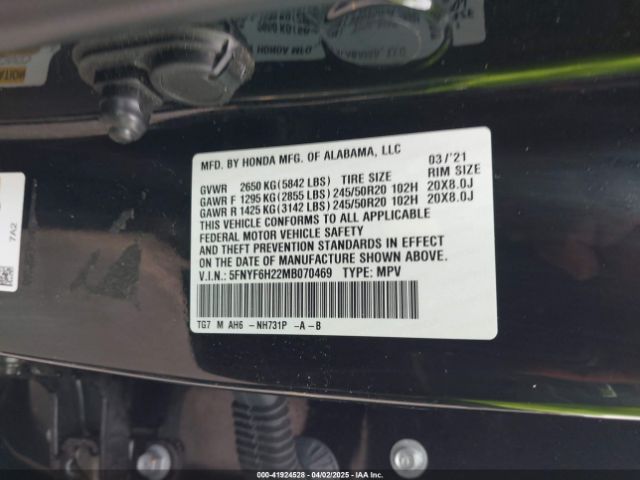 MFD. BY HONDA MFG. OF ALABAMA, LLC 03/'21
GVWR 2650 KG (5842 LBS) TIRE SIZE RIM SIZE
GAWR F 1295 KG (2855 LBS) 245/50R20 102H 20X8.0J
GAWR R 1425 KG (3142 LBS) 245/50R20 102H 20X8.0J
THIS VEHICLE CONFORMS TO ALL APPLICABLE
FEDERAL MOTOR VEHICLE SAFETY
AND THEFT PREVENTION STANDARDS IN EFFECT
ON THE DATE OF MANUFACTURE SHOWN ABOVE.
V.I.N.: 5FNYF6H22MB070469 TYPE: MPV
TG7 M AH6 -NH731P -A -B
7A2
000-41924528 - 04/02/2025 - IAAI.com